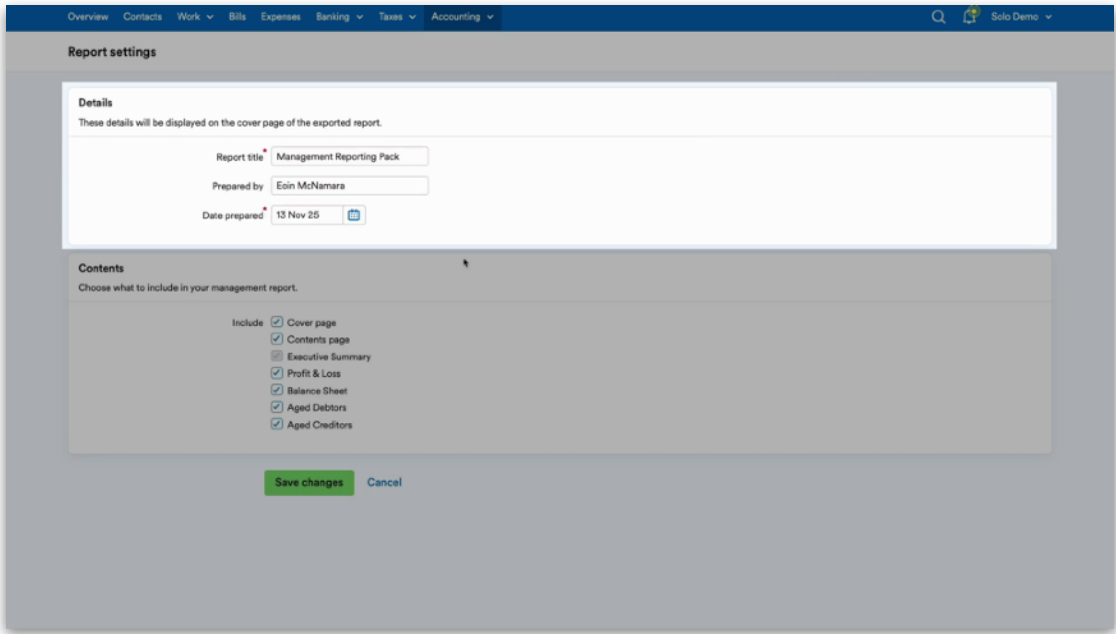 Overview Contacts Work Bills Expenses Banking Taxes Accounting Solo Demo
Report settings
Details
These details will be displayed on the cover page of the exported report.
Report title* Management Reporting Pack
Prepared by Eoin McNamara
Date prepared* 13 Nov 25
Contents
Choose what to include in your management report.
Include Cover page
Contents page
Executive Summary
Profit & Loss
Balance Sheet
Aged Debtors
Aged Creditors
Save changes Cancel